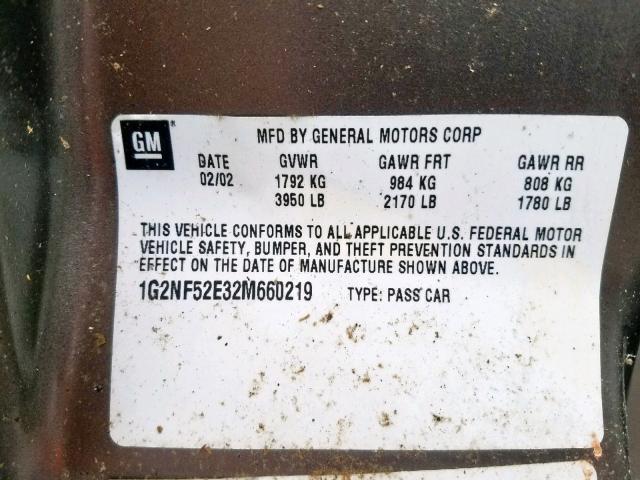 GM®
MFD BY GENERAL MOTORS CORP
DATE GVWR GAWR FRT GAWR RR
02/02 1792 KG 984 KG 808 KG
3950 LB 2170 LB 1780 LB
THIS VEHICLE CONFORMS TO ALL APPLICABLE U.S. FEDERAL MOTOR
VEHICLE SAFETY, BUMPER, AND THEFT PREVENTION STANDARDS IN
EFFECT ON THE DATE OF MANUFACTURE SHOWN ABOVE.
1G2NF52E32M660219 TYPE: PASS CAR